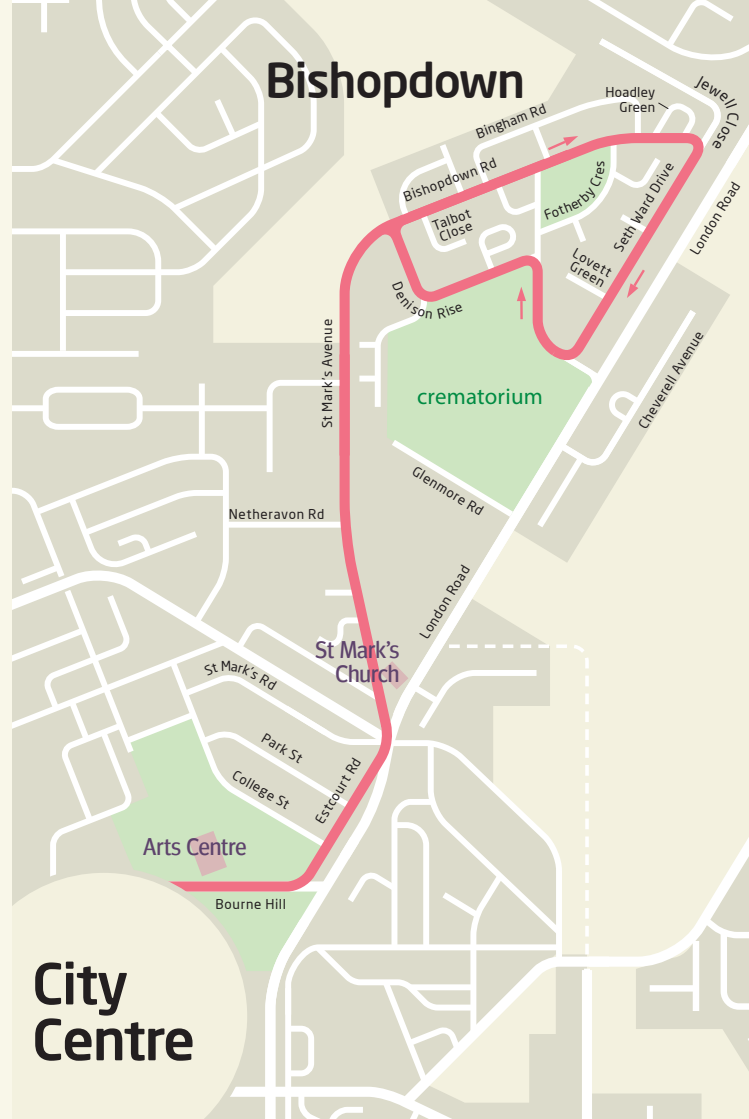 Bishopdown
Hoadley
Green
Jewell Close
Bingham Rd
Bishopdown Rd
Fotherby Cres
Seth Ward Drive
London Road
Talbot
Close
Lovett
Green
Denison Rise
St Mark's Avenue
Cheverell Avenue
crematorium
Glenmore Rd
Netheravon Rd
London Road
St Mark's
Church
St Mark's Rd
Park St
Estcourt Rd
College St
Arts Centre
Bourne Hill
City
Centre